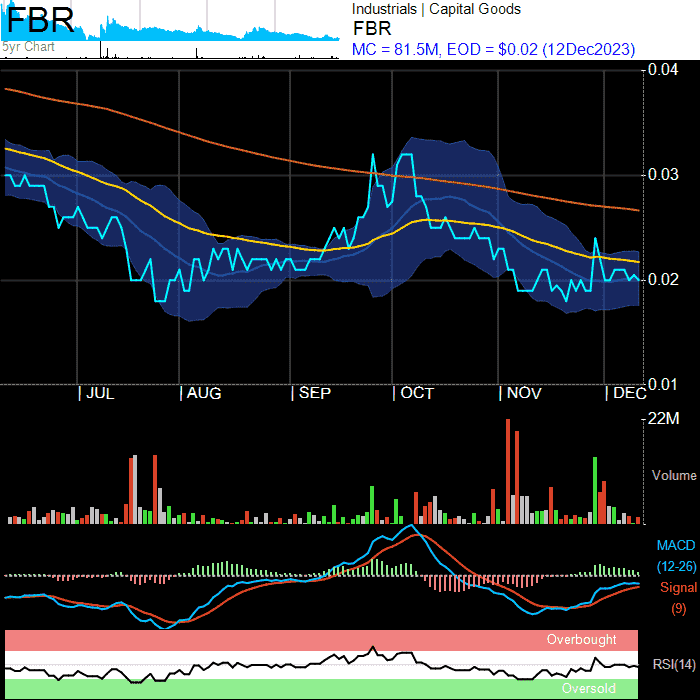 FBR
5yr Chart
Industrials | Capital Goods
FBR
MC = 81.5M, EOD = $0.02 (12Dec2023)
0.04
0.03
0.02
0.01
| JUL | AUG | SEP | OCT | NOV | DEC
22M
Volume
MACD
(12-26)
Signal
(9)
Overbought
RSI(14)
Oversold